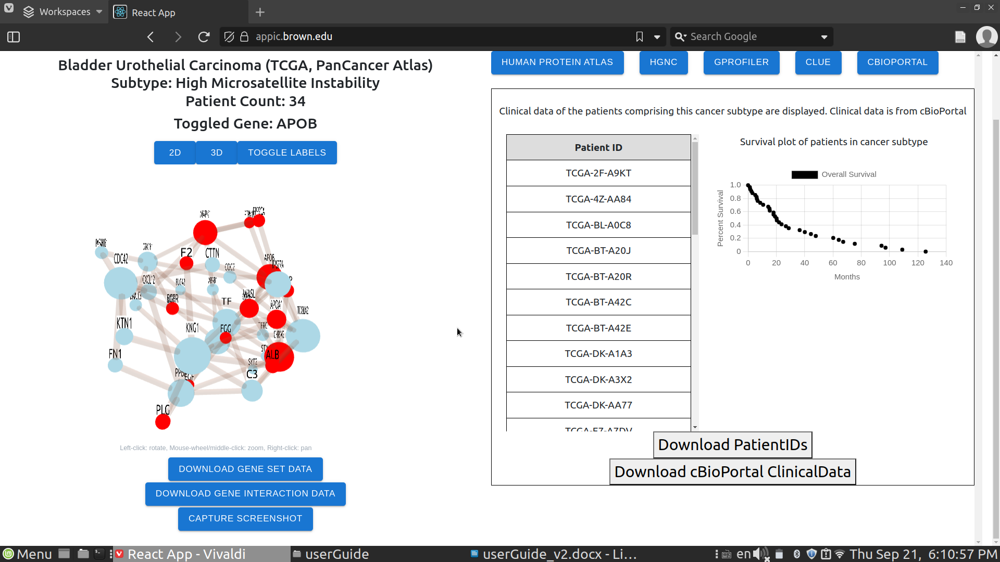 Workspaces
React App
appic.brown.edu
Search Google
Bladder Urothelial Carcinoma (TCGA, PanCancer Atlas)
Subtype: High Microsatellite Instability
Patient Count: 34
Toggled Gene: APOB
2D 3D TOGGLE LABELS
MAPK1
CDC42
F2
CTTN
CDC2
APOB
CXCL12
TF
WASL
APOA1
KTN1
KNG1
FGG
TFRC
CHRM2
FN1
ALB
SYT2
C3
PLG
Left-click: rotate, Mouse-wheel/middle-click: zoom, Right-click: pan
DOWNLOAD GENE SET DATA
DOWNLOAD GENE INTERACTION DATA
CAPTURE SCREENSHOT
HUMAN PROTEIN ATLAS HGNC GPROFILER CLUE CBIOPORTAL
Clinical data of the patients comprising this cancer subtype are displayed. Clinical data is from cBioPortal
Patient ID
TCGA-2F-A9KT
TCGA-4Z-AA84
TCGA-BL-A0C8
TCGA-BT-A20J
TCGA-BT-A20R
TCGA-BT-A42C
TCGA-BT-A42E
TCGA-DK-A1A3
TCGA-DK-A3X2
TCGA-DK-AA77
TCGA-E7-A7DV
Survival plot of patients in cancer subtype
Overall Survival
Percent Survival
1.0
0.8
0.6
0.4
0.2
0
0 20 40 60 80 100 120 140
Months
Download PatientIDs
Download cBioPortal ClinicalData
Menu
React App - Vivaldi
userGuide
userGuide_v2.docx - Li...
en
Thu Sep 21, 6:10:57 PM